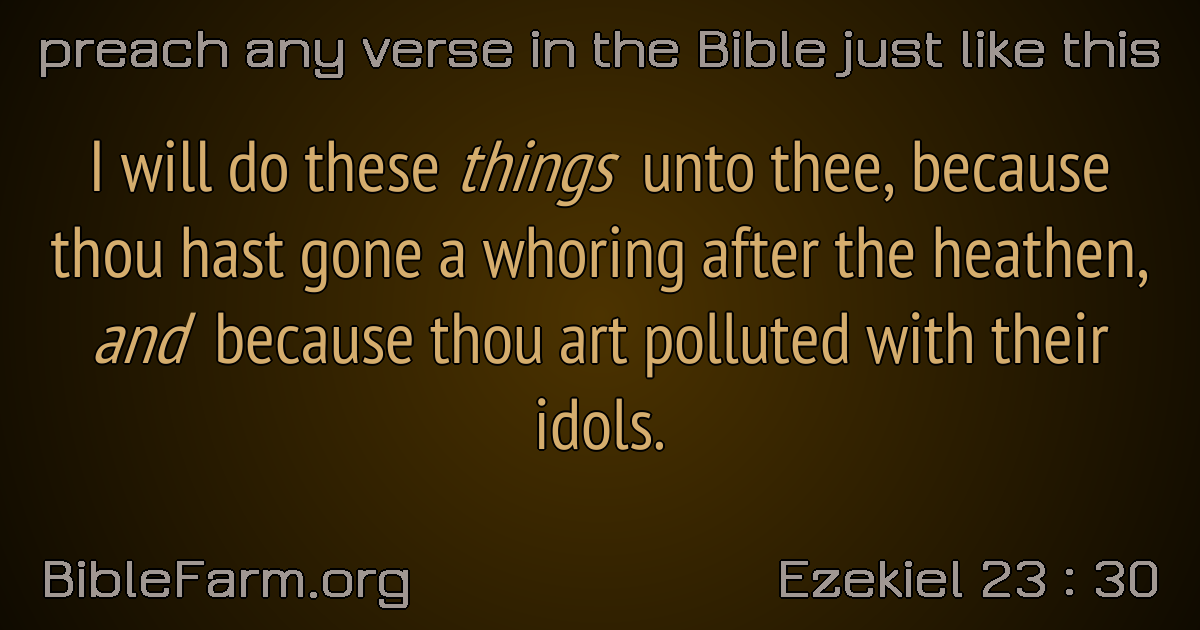 preach any verse in the Bible just like this
I will do these things unto thee, because
thou hast gone a whoring after the heathen,
and because thou art polluted with their
idols.
BibleFarm.org
Ezekiel 23 : 30